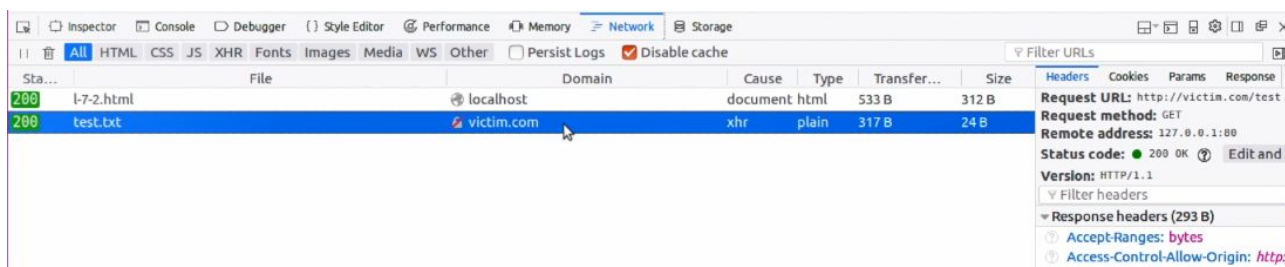 Inspector Console Debugger {} Style Editor Performance Memory Network Storage
All HTML CSS JS XHR Fonts Images Media WS Other Persist Logs Disable cache Filter URLs
Sta... File Domain Cause Type Transfer... Size Headers Cookies Params Response
200 l-7-2.html localhost document html 533 B 312 B Request URL: http://victim.com/test.
Request method: GET
200 test.txt victim.com xhr plain 317 B 24 B Remote address: 127.0.0.1:80
Status code: 200 OK ? Edit and
Version: HTTP/1.1
Filter headers
Response headers (293 B)
? Accept-Ranges: bytes
? Access-Control-Allow-Origin: http: